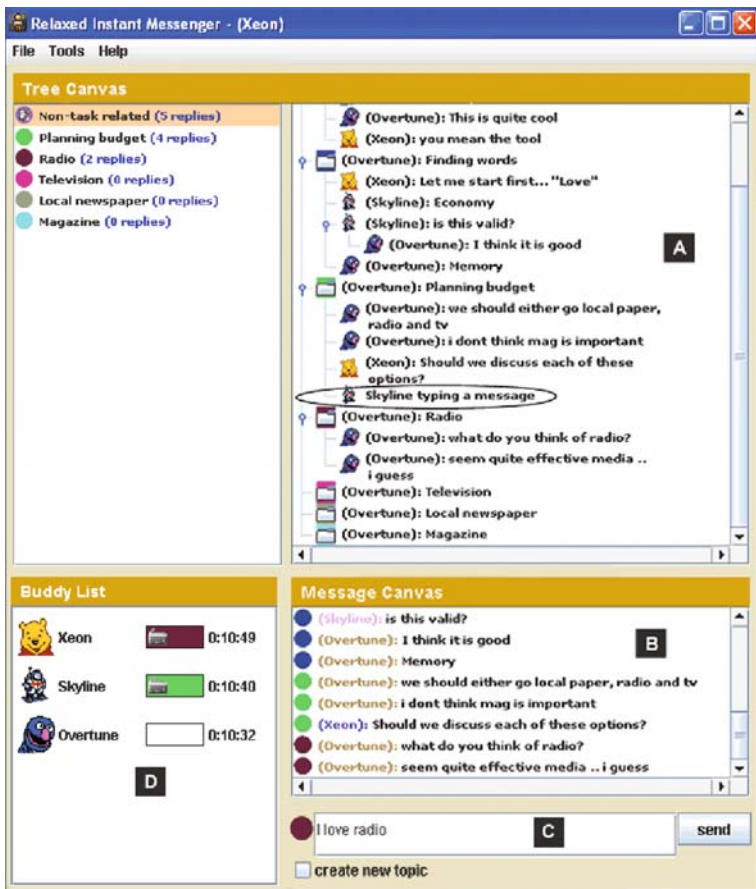 Relaxed Instant Messenger - (Xeon)
File Tools Help
Tree Canvas
Non-task related (5 replies)
Planning budget (4 replies)
Radio (2 replies)
Television (0 replies)
Local newspaper (0 replies)
Magazine (0 replies)
(Overtune): This is quite cool
(Xeon): you mean the tool
(Overtune): Finding words
(Xeon): Let me start first... "Love"
(Skyline): Economy
(Skyline): is this valid?
(Overtune): I think it is good
(Overtune): Memory
(Overtune): Planning budget
(Overtune): we should either go local paper,
radio and tv
(Overtune): i dont think mag is important
(Xeon): Should we discuss each of these
options?
Skyline typing a message
(Overtune): Radio
(Overtune): what do you think of radio?
(Overtune): seem quite effective media ..
i guess
(Overtune): Television
(Overtune): Local newspaper
(Overtune): Magazine
A
Buddy List
Xeon 0:10:49
Skyline 0:10:40
Overtune 0:10:32
D
Message Canvas
(Skyline): is this valid?
(Overtune): I think it is good
(Overtune): Memory
(Overtune): we should either go local paper, radio and tv
(Overtune): i dont think mag is important
(Xeon): Should we discuss each of these options?
(Overtune): what do you think of radio?
(Overtune): seem quite effective media .. i guess
B
I love radio
C
send
create new topic